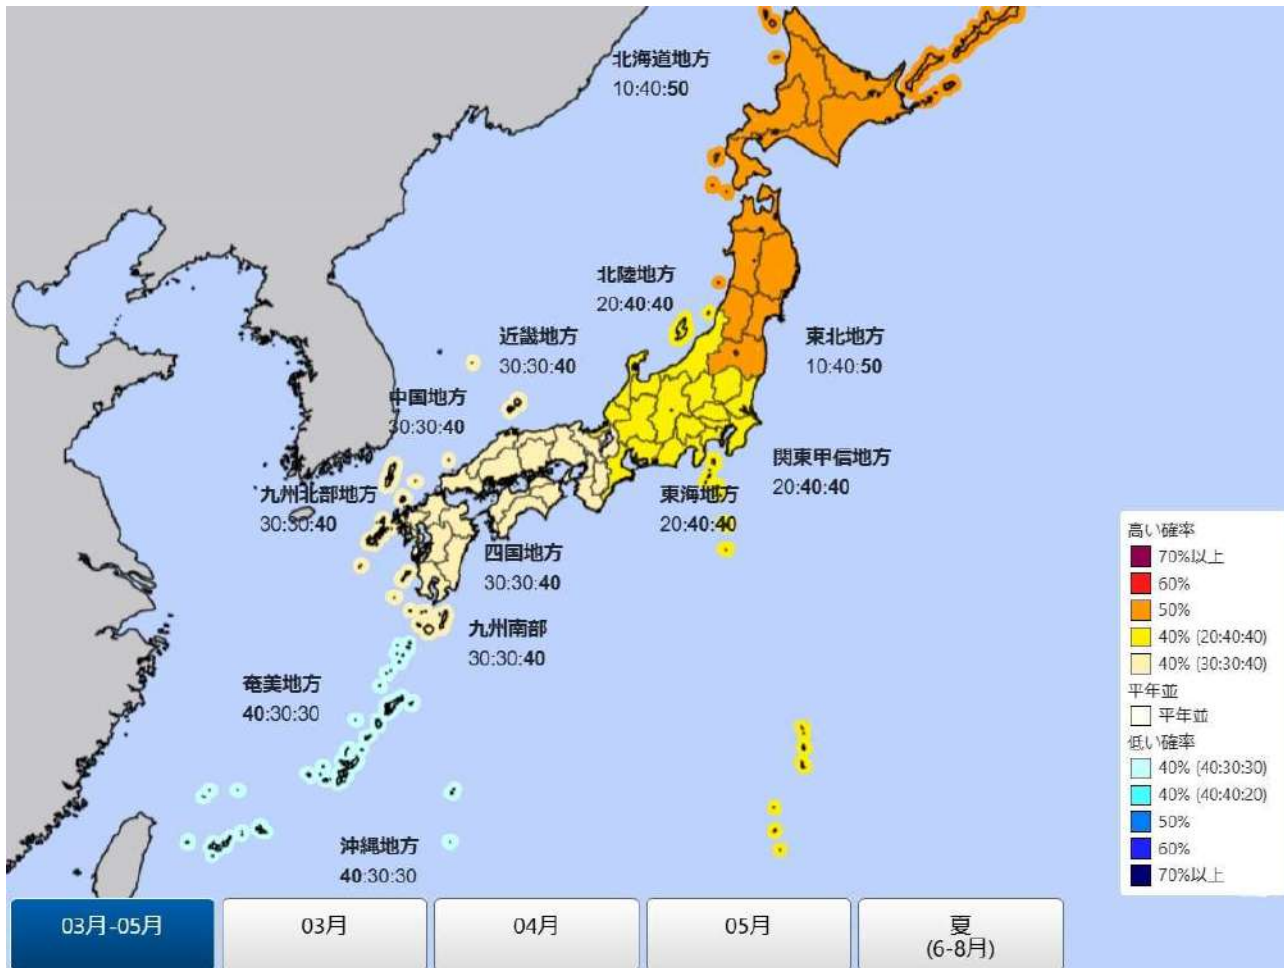 北海道地方
10:40:50
北陸地方
20:40:40
近畿地方
30:30:40
東北地方
10:40:50
中国地方
30:30:40
関東甲信地方
20:40:40
九州北部地方
30:30:40
東海地方
20:40:40
四国地方
30:30:40
九州南部
30:30:40
奄美地方
40:30:30
沖縄地方
40:30:30
高い確率
70%以上
60%
50%
40% (20:40:40)
40% (30:30:40)
平年並
平年並
低い確率
40% (40:30:30)
40% (40:40:20)
50%
60%
70%以上
03月-05月
03月
04月
05月
夏
(6-8月)